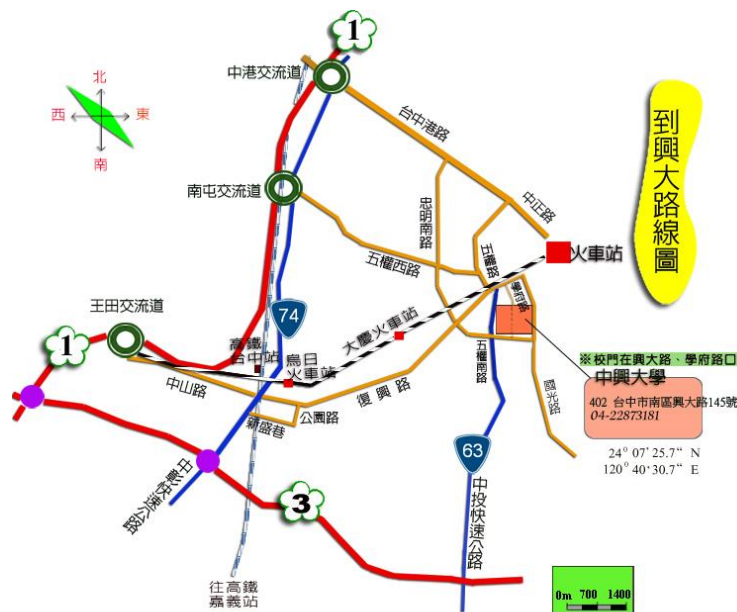 1
中港交流道
北
西
東
南
台中港路
到興大路線圖
南屯交流道
忠明南路
中正路
五權路
火車站
五權西路
學府路
王田交流道
74
大慶火車站
高鐵
台中站
烏日
火車站
1
五權南路
※校門在興大路、學府路口
中山路
復興路
中興大學
國光路
402 台中市南區興大路145號
04-22873181
公園路
新盛巷
24° 07' 25.7“ N
120° 40' 30.7“ E
63
中彰快速公路
3
中投快速公路
往高鐵
嘉義站
0m 700 1400